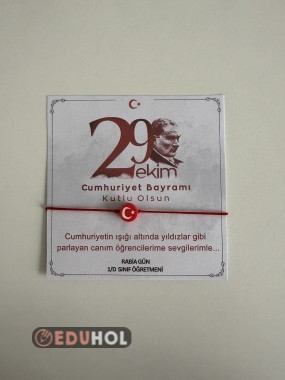 29
ekim
Cumhuriyet Bayramı
Kutlu Olsun
Cumhuriyetin ışığı altında yıldızlar gibi
parlayan canım öğrencilerime sevgilerimle...
RABİA GÜN
1/D SINIF ÖĞRETMENİ
EDUHOL